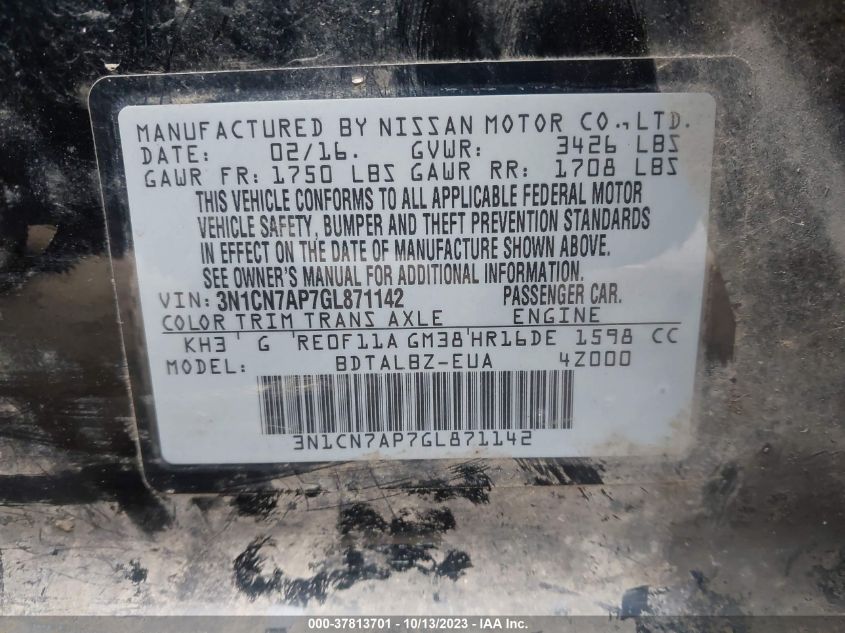 MANUFACTURED BY NISSAN MOTOR CO., LTD.
DATE: 02/16. GVWR: 3426 LBS
GAWR FR: 1750 LBS GAWR RR: 1708 LBS
THIS VEHICLE CONFORMS TO ALL APPLICABLE FEDERAL MOTOR
VEHICLE SAFETY, BUMPER AND THEFT PREVENTION STANDARDS
IN EFFECT ON THE DATE OF MANUFACTURE SHOWN ABOVE.
SEE OWNER'S MANUAL FOR ADDITIONAL INFORMATION.
VIN: 3N1CN7AP7GL871142 PASSENGER CAR.
COLOR TRIM TRANS AXLE ENGINE
KH3 G RE0F11A GM38 HR16DE 1598 CC
MODEL: BDTALBZ-EUA 4Z000
3N1CN7AP7GL871142
000-37813701 - 10/13/2023 - IAA Inc.